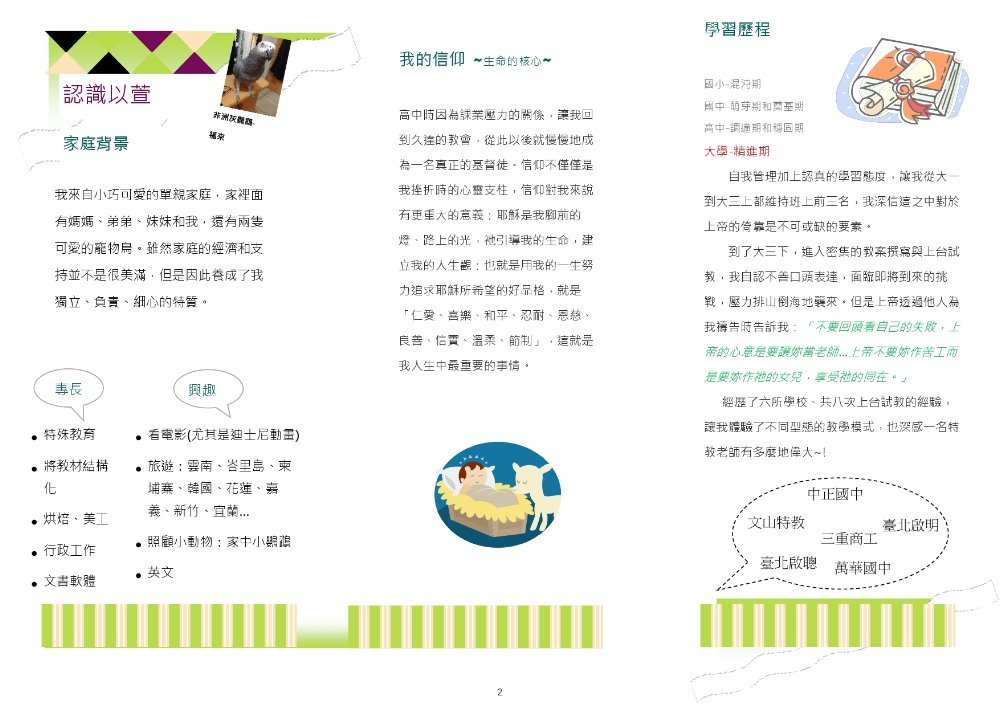 認識以萱
非洲灰鸚鵡-
福來
家庭背景
我來自小巧可愛的單親家庭，家裡面
有媽媽、弟弟、妹妹和我，還有兩隻
可愛的寵物鳥。雖然家庭的經濟和支
持並不是很美滿，但是因此養成了我
獨立、負責、細心的特質。
專長
特殊教育
將教材結構
化
烘焙、美工
行政工作
文書軟體
興趣
看電影(尤其是迪士尼動畫)
旅遊：雲南、峇里島、柬
埔寨、韓國、花蓮、嘉
義、新竹、宜蘭...
照顧小動物：家中小鸚鵡
英文
我的信仰 ~生命的核心~
高中時因為課業壓力的關係，讓我回
到久違的教會，從此以後就慢慢地成
為一名真正的基督徒。信仰不僅僅是
我挫折時的心靈支柱，信仰對我來說
有更重大的意義：耶穌是我腳前的
燈、路上的光，祂引導我的生命，建
立我的人生觀；也就是用我的一生努
力追求耶穌所希望的好品格，就是
「仁愛、喜樂、和平、忍耐、恩慈、
良善、信實、溫柔、節制」，這就是
我人生中最重要的事情。
學習歷程
國小-混沌期
國中-萌芽期和奠基期
高中-調適期和穩固期
大學-精進期
自我管理加上認真的學習態度，讓我從大一
到大三上都維持班上前三名，我深信這之中對於
上帝的倚靠是不可或缺的要素。
到了大三下，進入密集的教案撰寫與上台試
教，我自認不善口頭表達，面臨即將到來的挑
戰，壓力排山倒海地襲來。但是上帝透過他人為
我禱告時告訴我：「不要回頭看自己的失敗，上
帝的心意是要讓妳當老師...上帝不要妳作苦工而
是要妳作祂的女兒，享受祂的同在。」
經歷了六所學校、共八次上台試教的經驗，
讓我體驗了不同型態的教學模式，也深感一名特
教老師有多麼地偉大~!
中正國中
文山特教
臺北啟明
三重商工
臺北啟聰
萬華國中
2